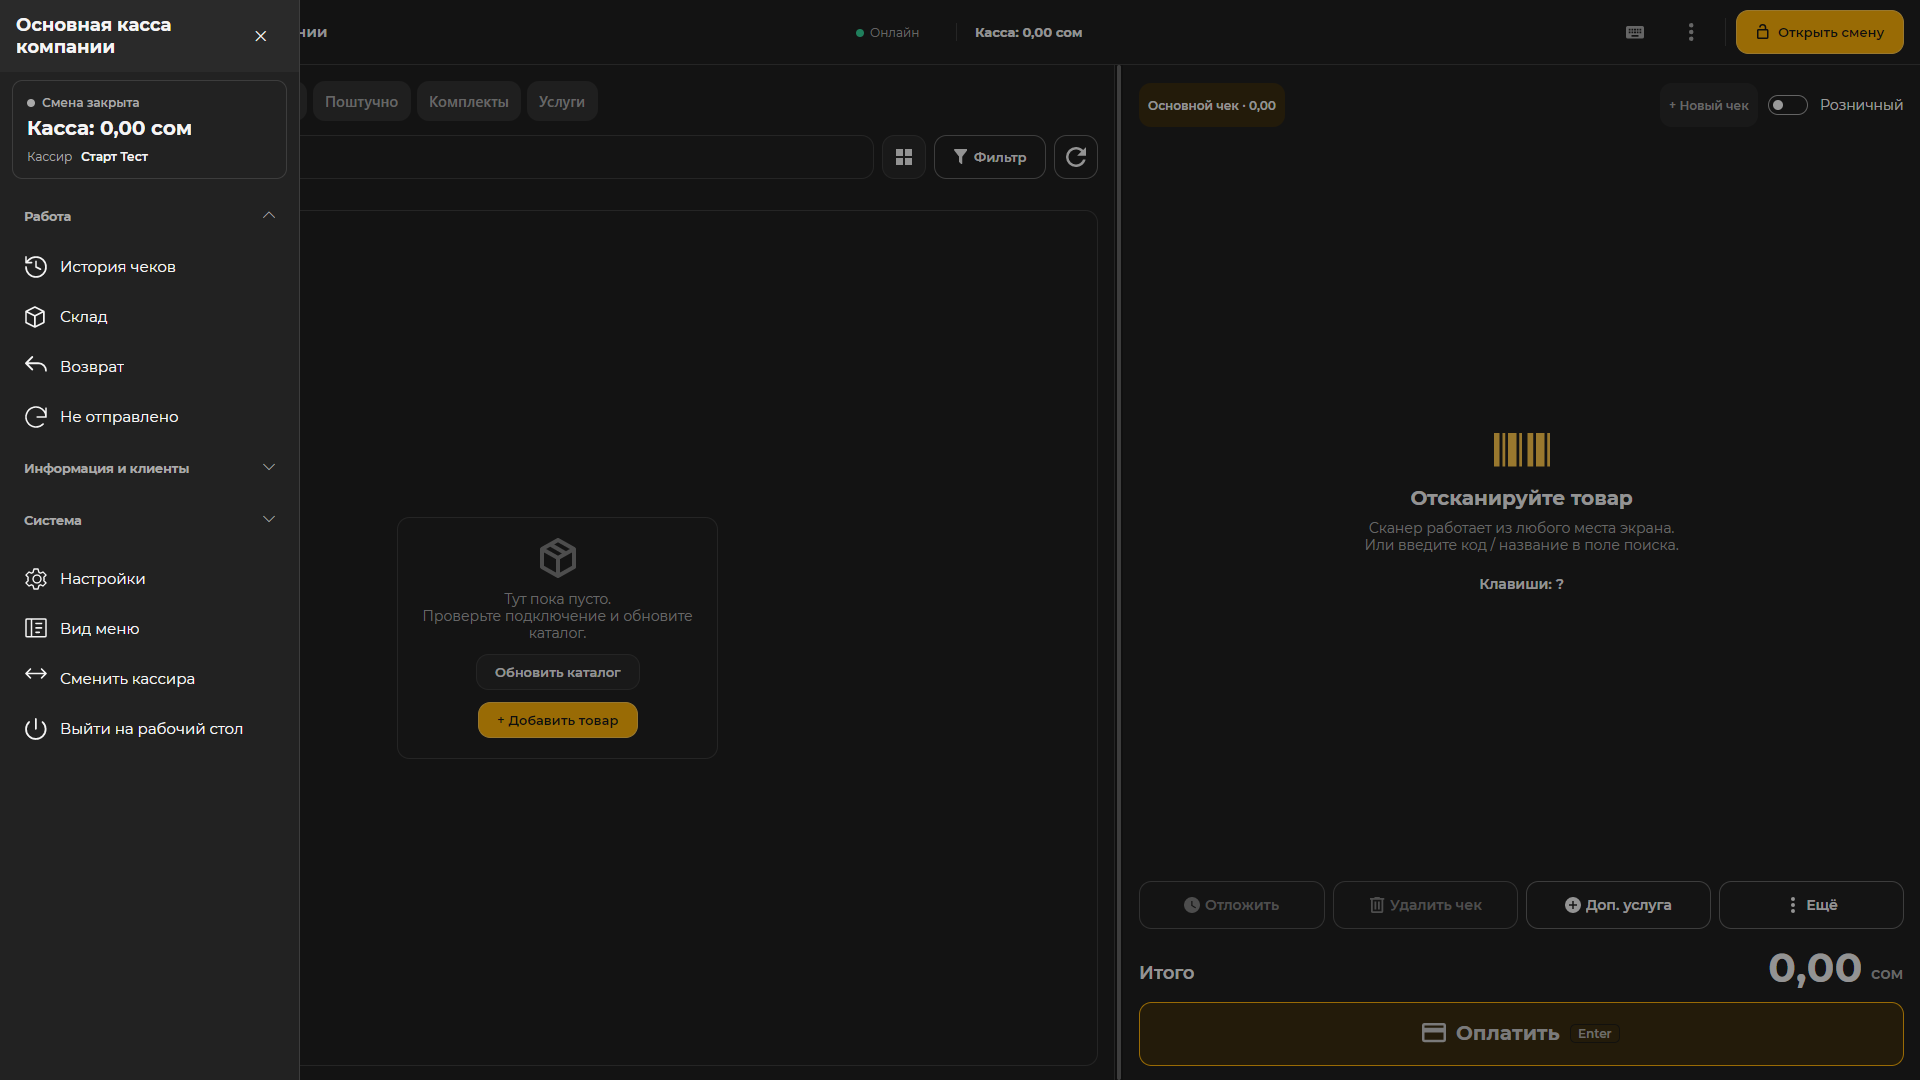 Основная касса
компании
Смена закрыта
Касса: 0,00 сом
Кассир Старт Тест
Работа
История чеков
Склад
Возврат
Не отправлено
Информация и клиенты
Система
Настройки
Вид меню
Сменить кассира
Выйти на рабочий стол
Онлайн
Касса: 0,00 сом
Открыть смену
Поштучно
Комплекты
Услуги
Фильтр
Тут пока пусто.
Проверьте подключение и обновите
каталог.
Обновить каталог
+ Добавить товар
Основной чек · 0,00
+ Новый чек
Розничный
Отсканируйте товар
Сканер работает из любого места экрана.
Или введите код / название в поле поиска.
Клавиши: ?
Отложить
Удалить чек
Доп. услуга
Ещё
Итого
0,00 сом
Оплатить Enter